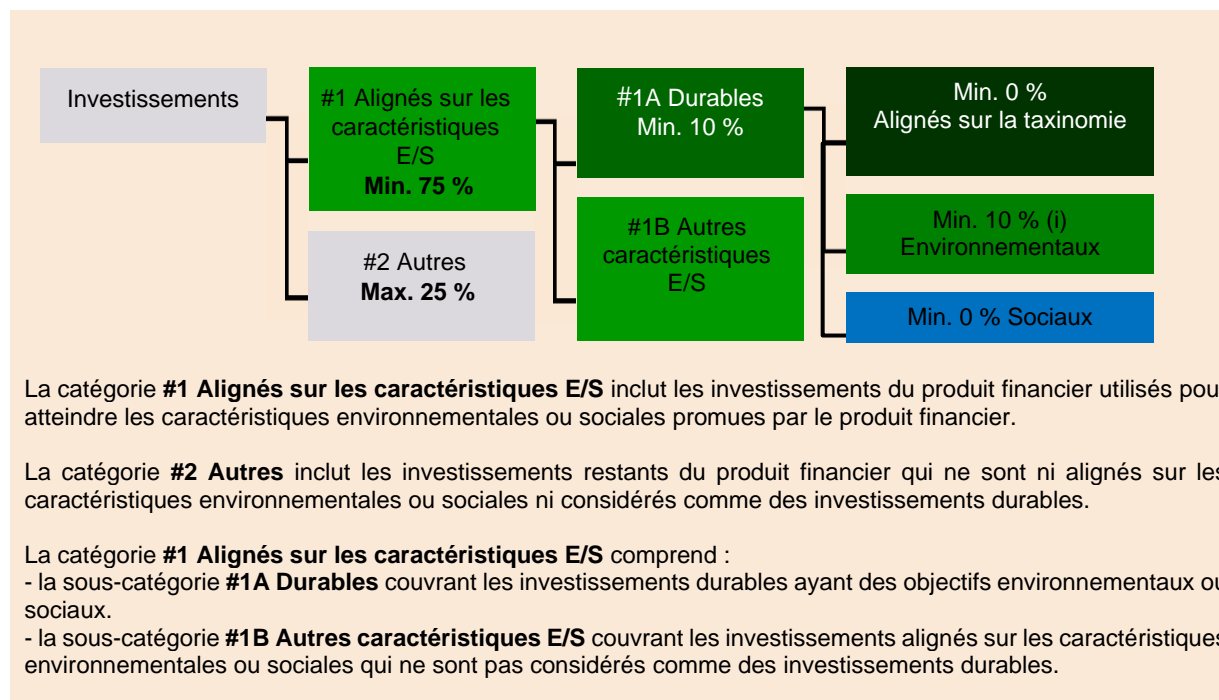 Investissements
#1 Alignés sur les
caractéristiques
E/S
Min. 75 %
#2 Autres
Max. 25 %
#1A Durables
Min. 10 %
#1B Autres
caractéristiques
E/S
Min. 0 %
Alignés sur la taxinomie
Min. 10 % (i)
Environnementaux
Min. 0 % Sociaux
La catégorie #1 Alignés sur les caractéristiques E/S inclut les investissements du produit financier utilisés pou
atteindre les caractéristiques environnementales ou sociales promues par le produit financier.
La catégorie #2 Autres inclut les investissements restants du produit financier qui ne sont ni alignés sur les
caractéristiques environnementales ou sociales ni considérés comme des investissements durables.
La catégorie #1 Alignés sur les caractéristiques E/S comprend :
- la sous-catégorie #1A Durables couvrant les investissements durables ayant des objectifs environnementaux ou
sociaux.
- la sous-catégorie #1B Autres caractéristiques E/S couvrant les investissements alignés sur les caractéristiques
environnementales ou sociales qui ne sont pas considérés comme des investissements durables.